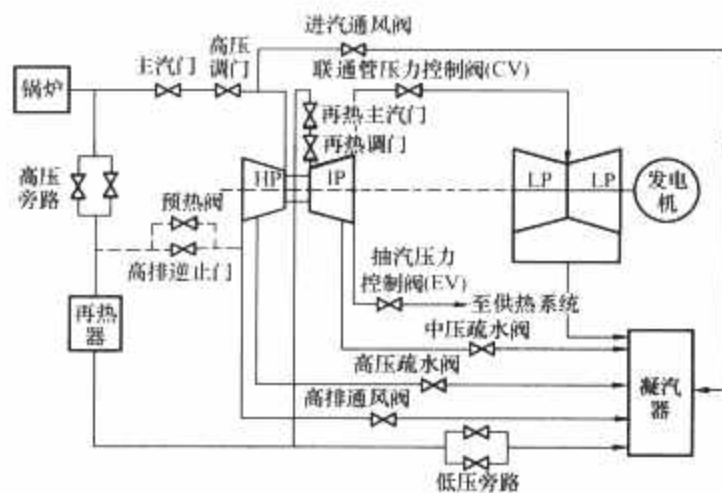 进汽通风阀
高压
调门
主汽门
联通管压力控制阀(CV)
锅炉
再热主汽门
再热调门
高压
旁路
HP
IP
LP
LP
发电
机
预热阀
高排逆止门
抽汽压力
控制阀(EV)
至供热系统
再热
器
中压疏水阀
高压疏水阀
凝汽
器
高排通风阀
低压旁路